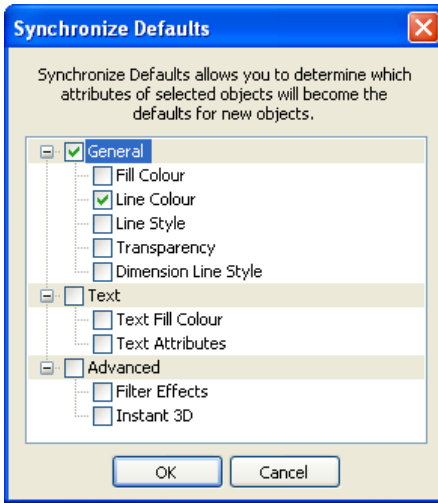 Synchronize Defaults
Synchronize Defaults allows you to determine which
attributes of selected objects will become the
defaults for new objects.
General
Fill Colour
Line Colour
Line Style
Transparency
Dimension Line Style
Text
Text Fill Colour
Text Attributes
Advanced
Filter Effects
Instant 3D
OK
Cancel